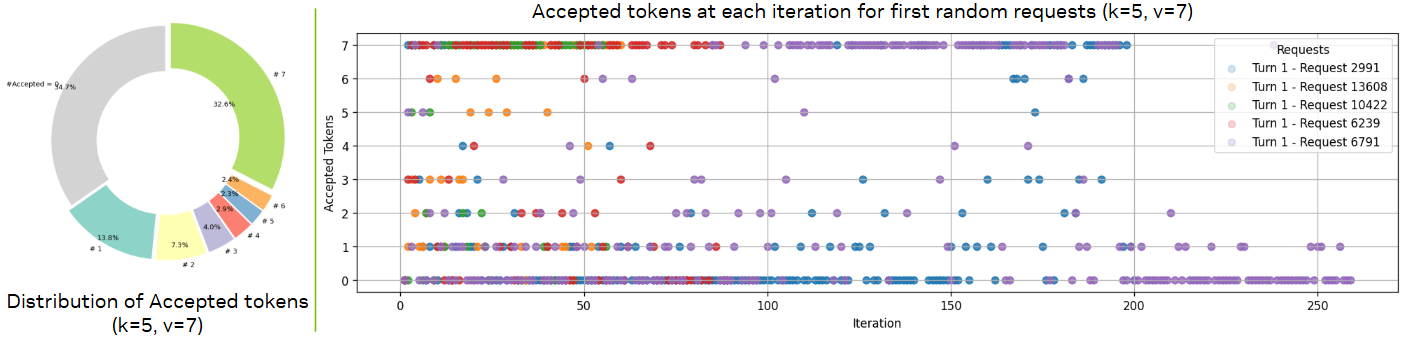 #Accepted = 0
34.7%
# 7
32.6%
2.4%
# 6
2.3%
# 5
2.9%
# 4
4.0%
# 3
7.3%
# 2
13.8%
# 1
Distribution of Accepted tokens
(k=5, v=7)
Accepted tokens at each iteration for first random requests (k=5, v=7)
Accepted Tokens
7
6
5
4
3
2
1
0
0 50 100 150 200 250
Iteration
Requests
Turn 1 - Request 2991
Turn 1 - Request 13608
Turn 1 - Request 10422
Turn 1 - Request 6239
Turn 1 - Request 6791